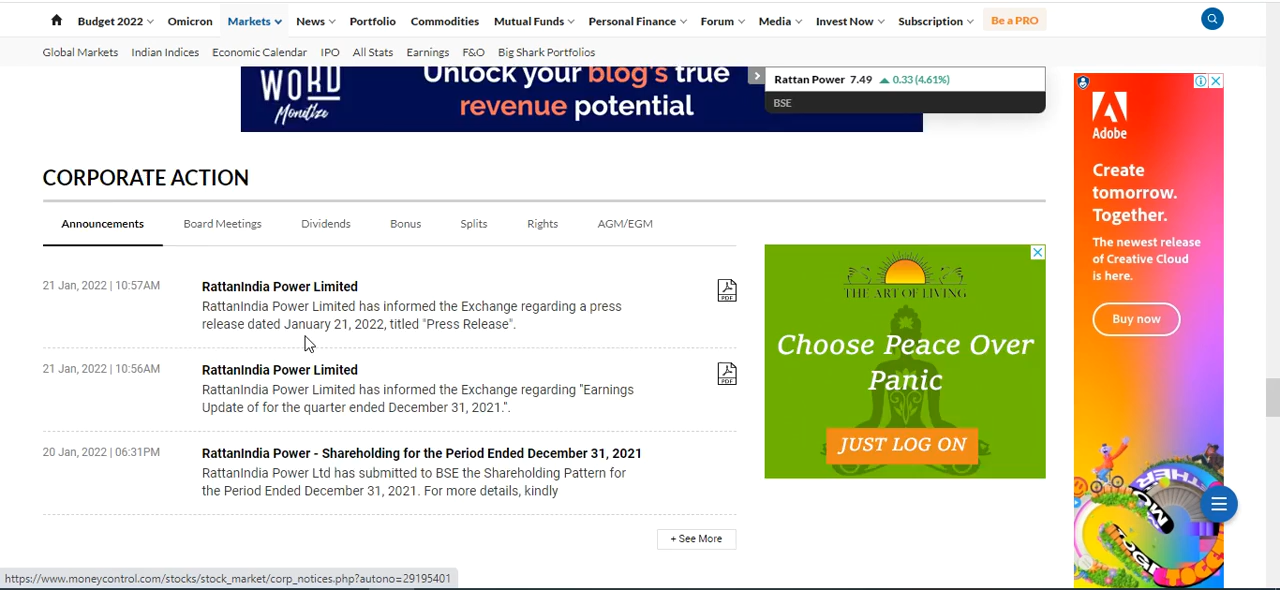 Budget 2022 Omicron Markets News Portfolio Commodities Mutual Funds Personal Finance Forum Media Invest Now Subscription Be a PRO
Global Markets Indian Indices Economic Calendar IPO All Stats Earnings F&O Big Shark Portfolios
WORD
Monetize
Unlock your blog's true
revenue potential
Rattan Power 7.49 0.33 (4.61%)
BSE
CORPORATE ACTION
Announcements Board Meetings Dividends Bonus Splits Rights AGM/EGM
21 Jan, 2022 | 10:57AM
RattanIndia Power Limited
RattanIndia Power Limited has informed the Exchange regarding a press
release dated January 21, 2022, titled "Press Release".
PDF
21 Jan, 2022 | 10:56AM
RattanIndia Power Limited
RattanIndia Power Limited has informed the Exchange regarding "Earnings
Update of for the quarter ended December 31, 2021.".
PDF
20 Jan, 2022 | 06:31PM
RattanIndia Power - Shareholding for the Period Ended December 31, 2021
RattanIndia Power Ltd has submitted to BSE the Shareholding Pattern for
the Period Ended December 31, 2021. For more details, kindly
+ See More
THE ART OF LIVING
Choose Peace Over
Panic
JUST LOG ON
Adobe
Create
tomorrow.
Together.
The newest release
of Creative Cloud
is here.
Buy now
https://www.moneycontrol.com/stocks/stock_market/corp_notices.php?autono=29195401